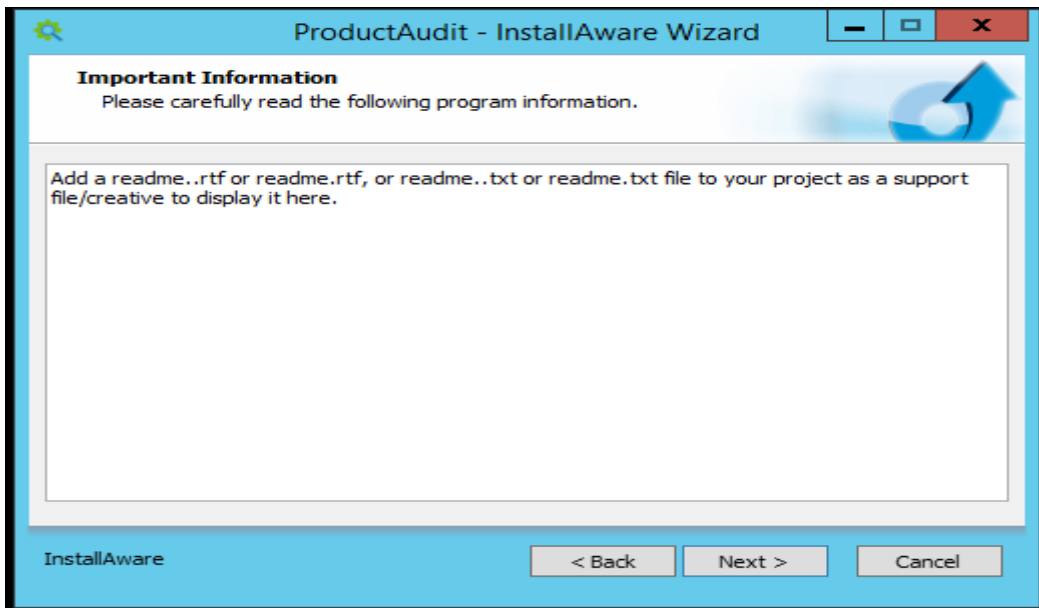 ProductAudit - InstallAware Wizard
Important Information
Please carefully read the following program information.
Add a readme..rtf or readme.rtf, or readme..txt or readme.txt file to your project as a support
file/creative to display it here.
InstallAware
< Back
Next >
Cancel